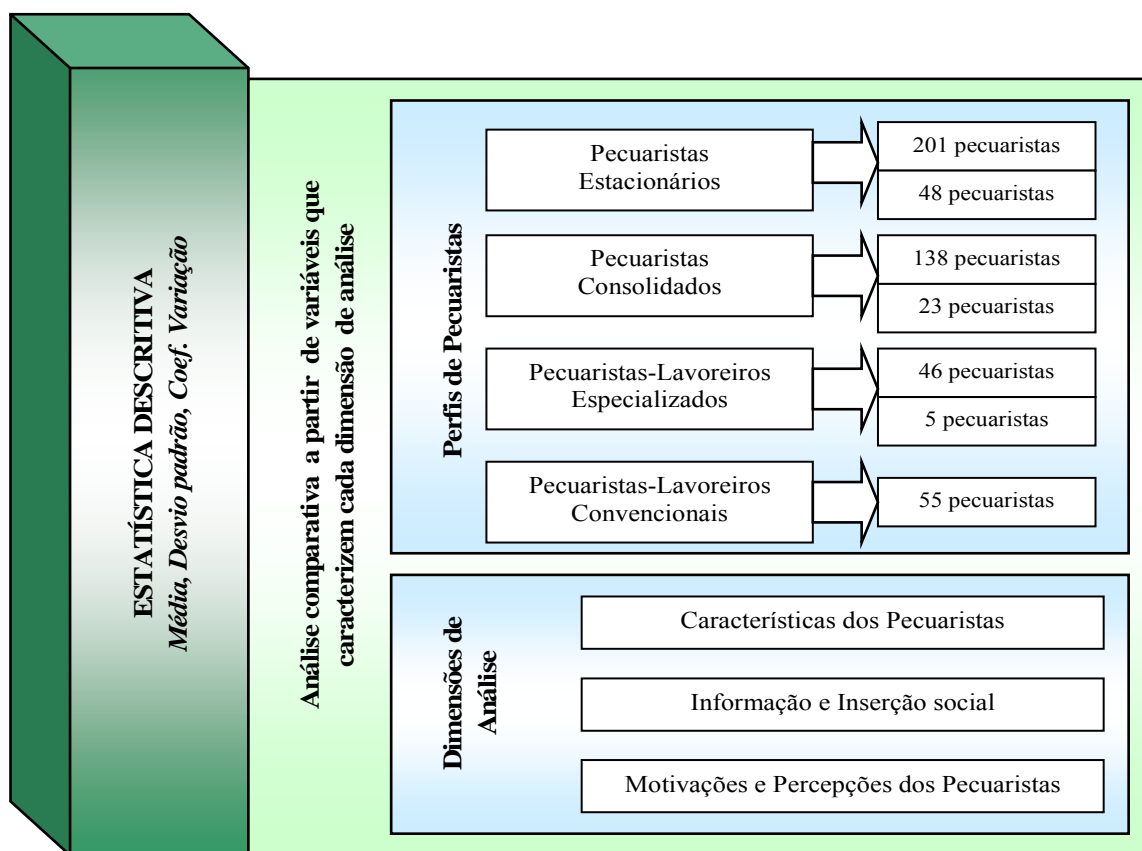 ESTATÍSTICA DESCRITIVA
Média, Desvio padrão, Coef. Variação
Análise comparativa a partir de variáveis que
caracterizem cada dimensão de análise
Perfis de Pecuaristas
Pecuaristas
Estacionários
201 pecuaristas
48 pecuaristas
Pecuaristas
Consolidados
138 pecuaristas
23 pecuaristas
Pecuaristas-Lavoreiros
Especializados
46 pecuaristas
5 pecuaristas
Pecuaristas-Lavoreiros
Convencionais
55 pecuaristas
Dimensões de
Análise
Características dos Pecuaristas
Informação e Inserção social
Motivações e Percepções dos Pecuaristas